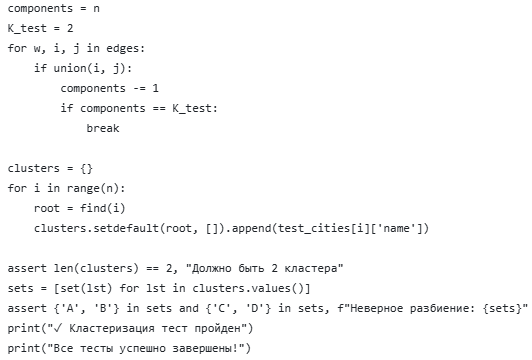 components = n
K_test = 2
for w, i, j in edges:
    if union(i, j):
        components -= 1
        if components == K_test:
            break

clusters = {}
for i in range(n):
    root = find(i)
    clusters.setdefault(root, []).append(test_cities[i]['name'])

assert len(clusters) == 2, "Должно быть 2 кластера"
sets = [set(lst) for lst in clusters.values()]
assert {'A', 'B'} in sets and {'C', 'D'} in sets, f"Неверное разбиение: {sets}"
print("✓ Кластеризация тест пройден")
print("Все тесты успешно завершены!")